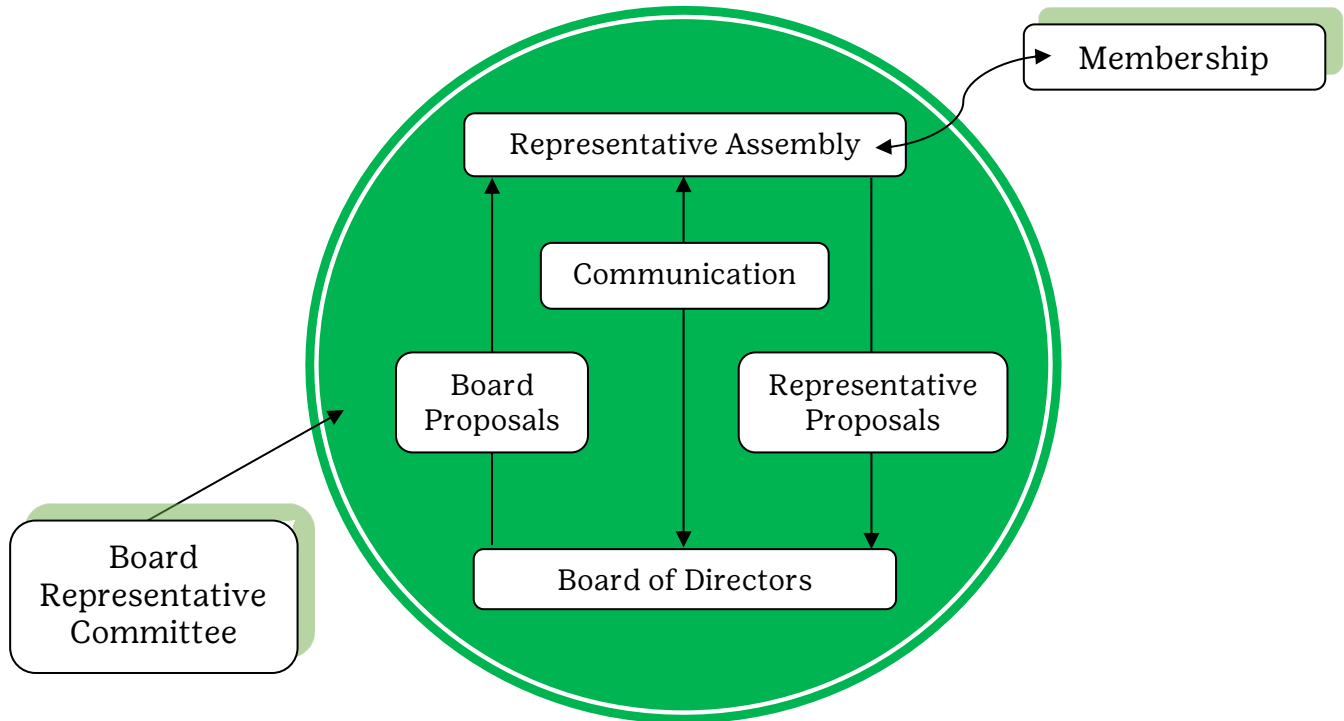 Membership
Representative Assembly
Communication
Board
Proposals
Representative
Proposals
Board of Directors
Board
Representative
Committee